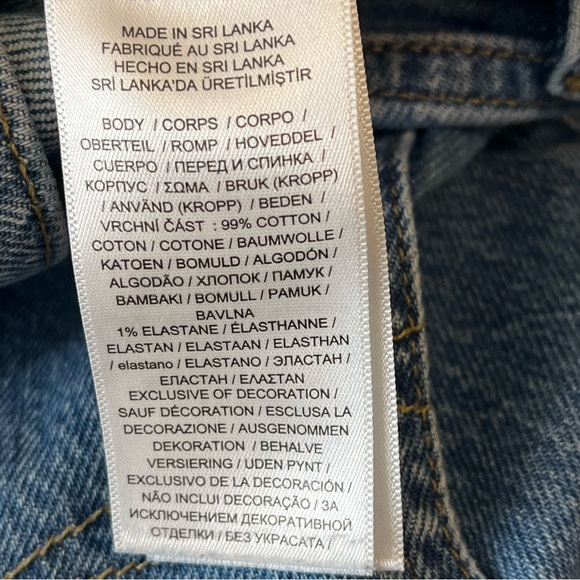 MADE IN SRI LANKA
FABRIQUÉ AU SRI LANKA
HECHO EN SRI LANKA
SRİ LANKA'DA ÜRETİLMİŞTİR
BODY / CORPS / CORPO /
OBERTEIL / ROMP / HOVEDDEL /
CUERPO / ПЕРЕД И СПИНКА /
КОРПУС / ΣΩΜΑ / BRUK (KROPP)
/ ANVÄND (KROPP) / BEDEN /
VRCHNÍ ČÁST : 99% COTTON /
COTON / COTONE / BAUMWOLLE /
KATOEN / BOMULD / ALGODÓN /
ALGODÃO / ХЛОПОК / ПАМУК /
ΒΑΜΒΑΚΙ / BOMULL / PAMUK /
BAVLNA
1% ELASTANE / ÉLASTHANNE /
ELASTAN / ELASTAAN / ELASTHAN
/ elastano / ELASTANO / ЭЛАСТАН /
ЕЛАСТАН / ΕΛΑΣΤΑΝ
EXCLUSIVE OF DECORATION /
SAUF DÉCORATION / ESCLUSA LA
DECORAZIONE / AUSGENOMMEN
DEKORATION / BEHALVE
VERSIERING / UDEN PYNT /
EXCLUSIVO DE LA DECORACIÓN /
NÃO INCLUI DECORAÇÃO / ЗА
ИСКЛЮЧЕНИЕМ ДЕКОРАТИВНОЙ
ОТДЕЛКИ / БЕЗ УКРАСАТА /